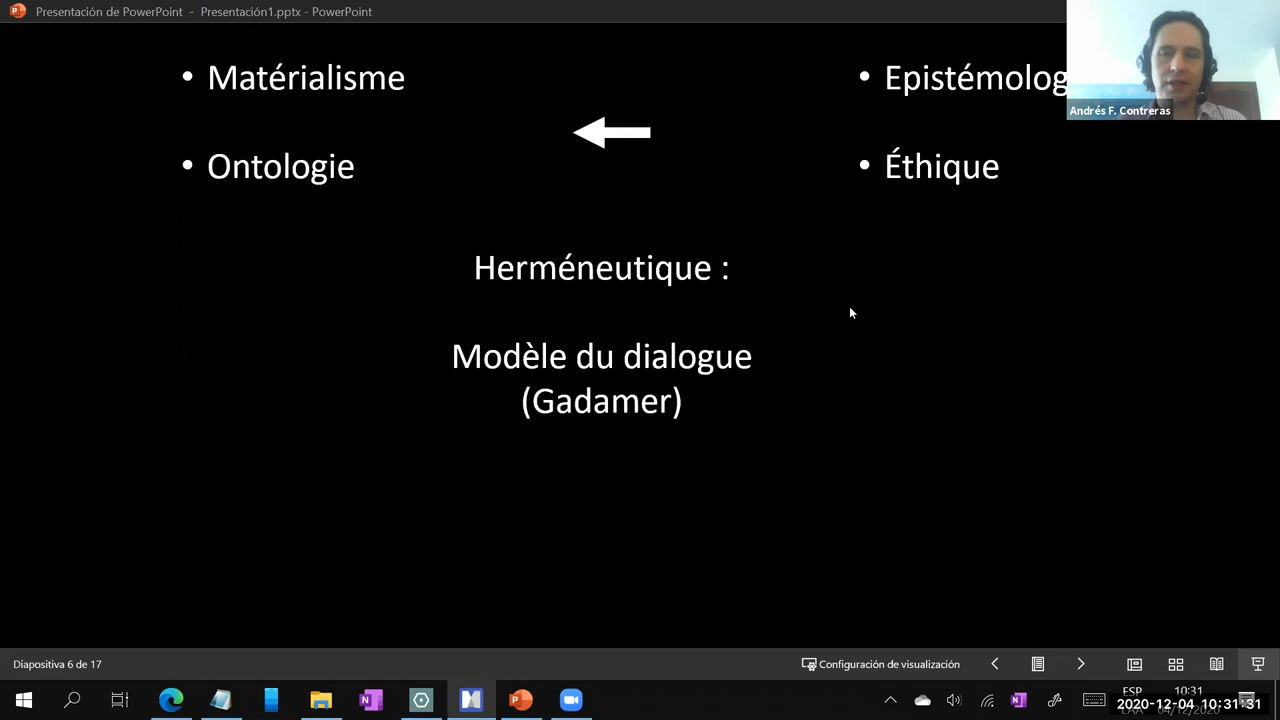 Presentación de PowerPoint - Presentación1.pptx - PowerPoint
• Matérialisme
• Epistémolog
Andrés F. Contreras
• Ontologie
• Éthique
Herméneutique :
Modèle du dialogue
(Gadamer)
Diapositiva 6 de 17
Configuración de visualización
ESP
10:31
2020-12-04 10:31:31